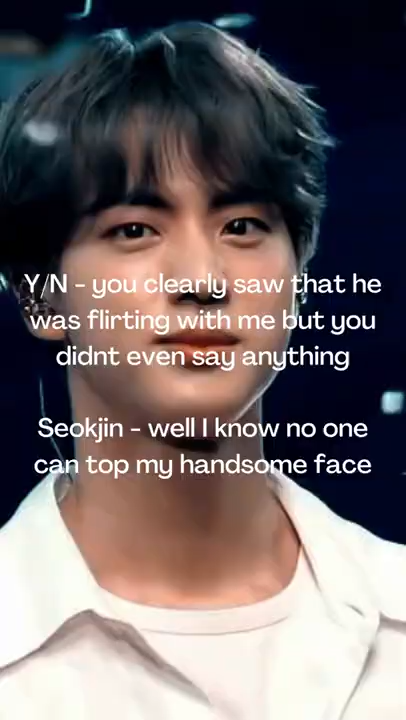 Y/N - you clearly saw that he
was flirting with me but you
didnt even say anything
Seokjin - well I know no one
can top my handsome face